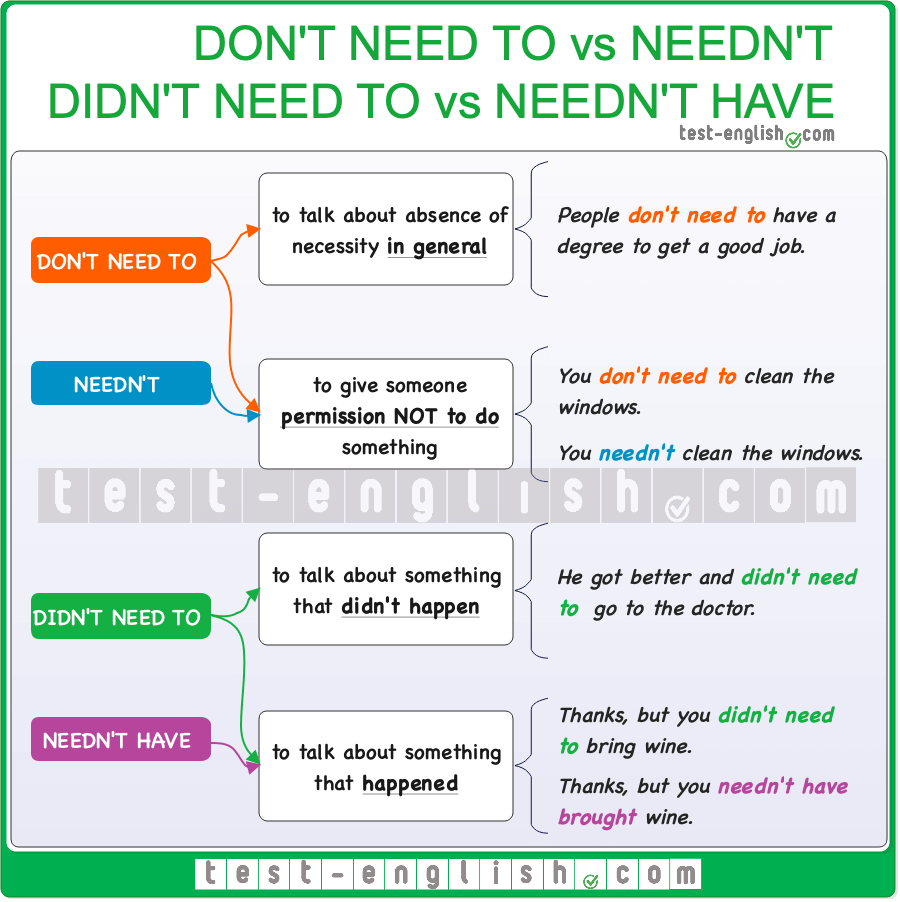 DON'T NEED TO vs NEEDN'T
DIDN'T NEED TO vs NEEDN'T HAVE
test-english.com
DON'T NEED TO
to talk about absence of
necessity in general
People don't need to have a
degree to get a good job.
NEEDN'T
to give someone
permission NOT to do
something
You don't need to clean the
windows.
You needn't clean the windows.
test-english.com
DIDN'T NEED TO
to talk about something
that didn't happen
He got better and didn't need
to go to the doctor.
NEEDN'T HAVE
to talk about something
that happened
Thanks, but you didn't need
to bring wine.
Thanks, but you needn't have
brought wine.
test-english.com